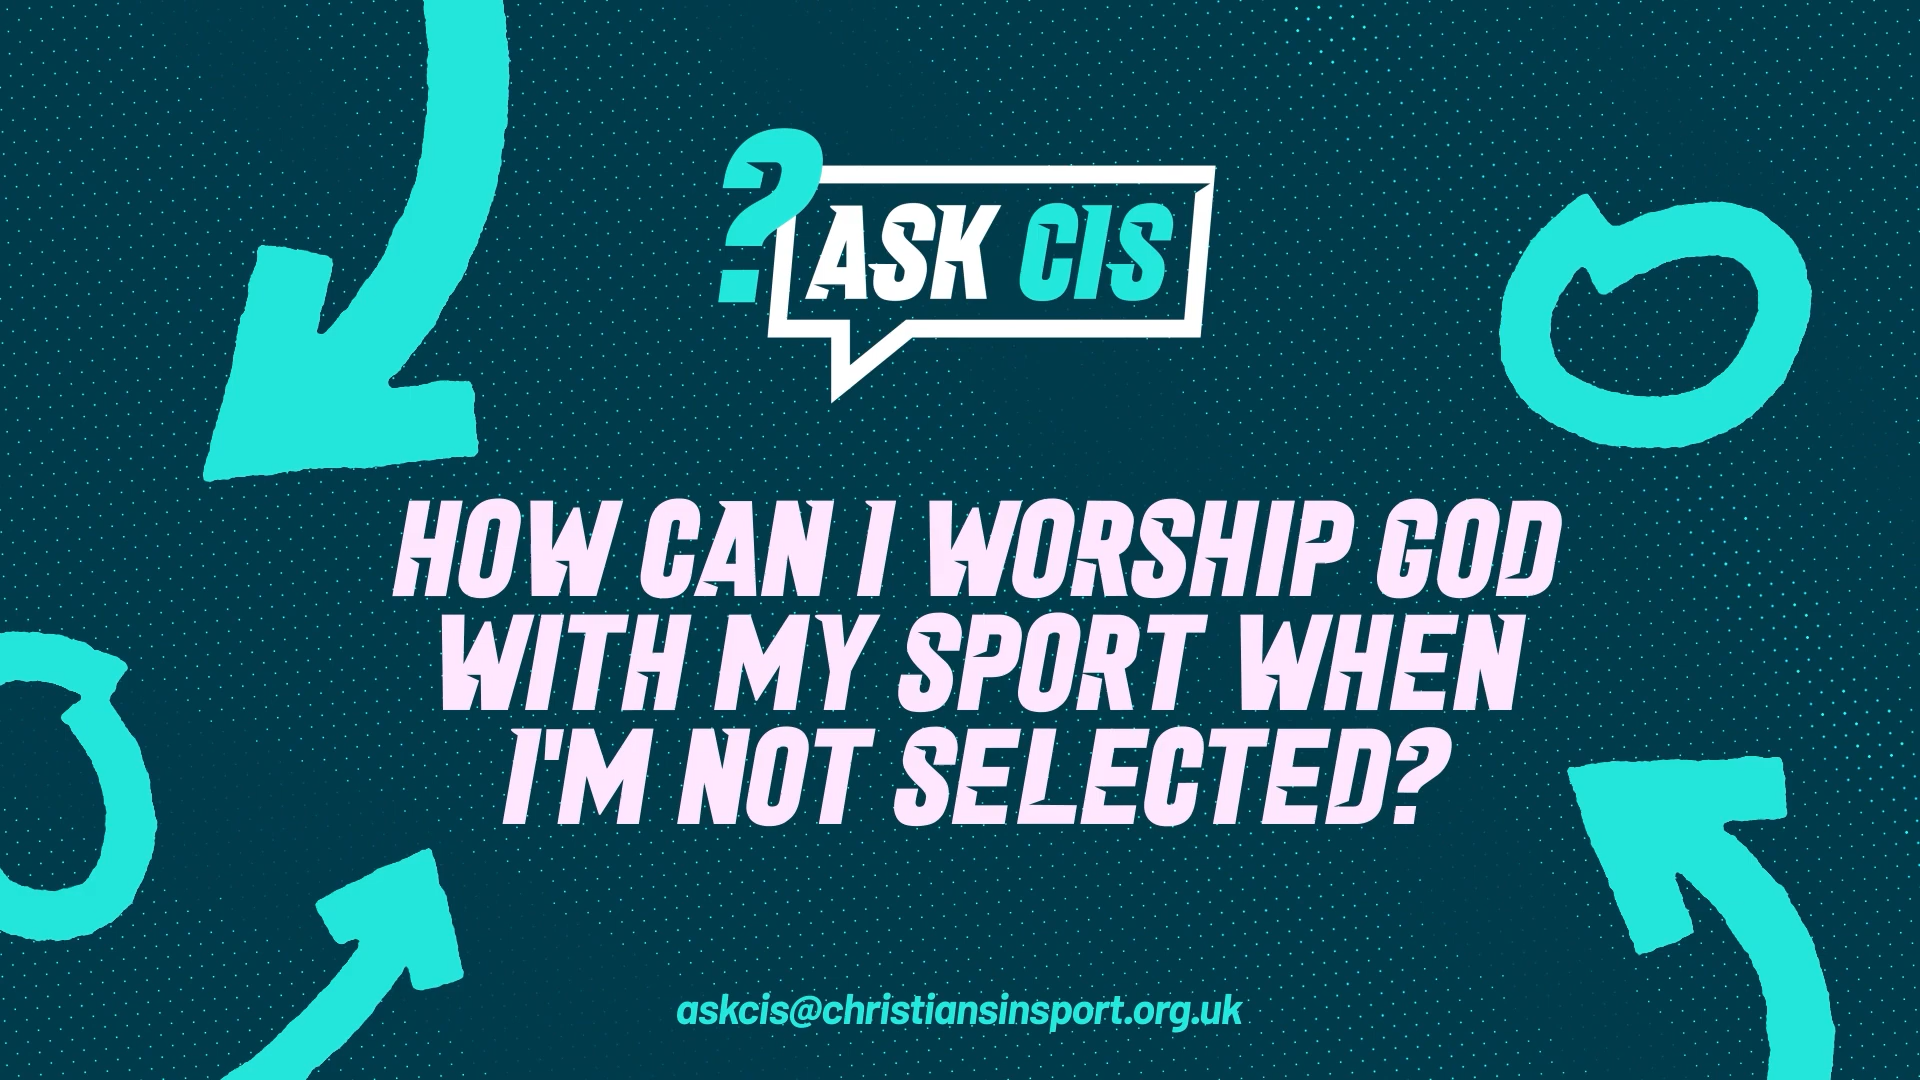 ? ASK CIS
HOW CAN I WORSHIP GOD
WITH MY SPORT WHEN
I'M NOT SELECTED?
askcis@christiansinsport.org.uk